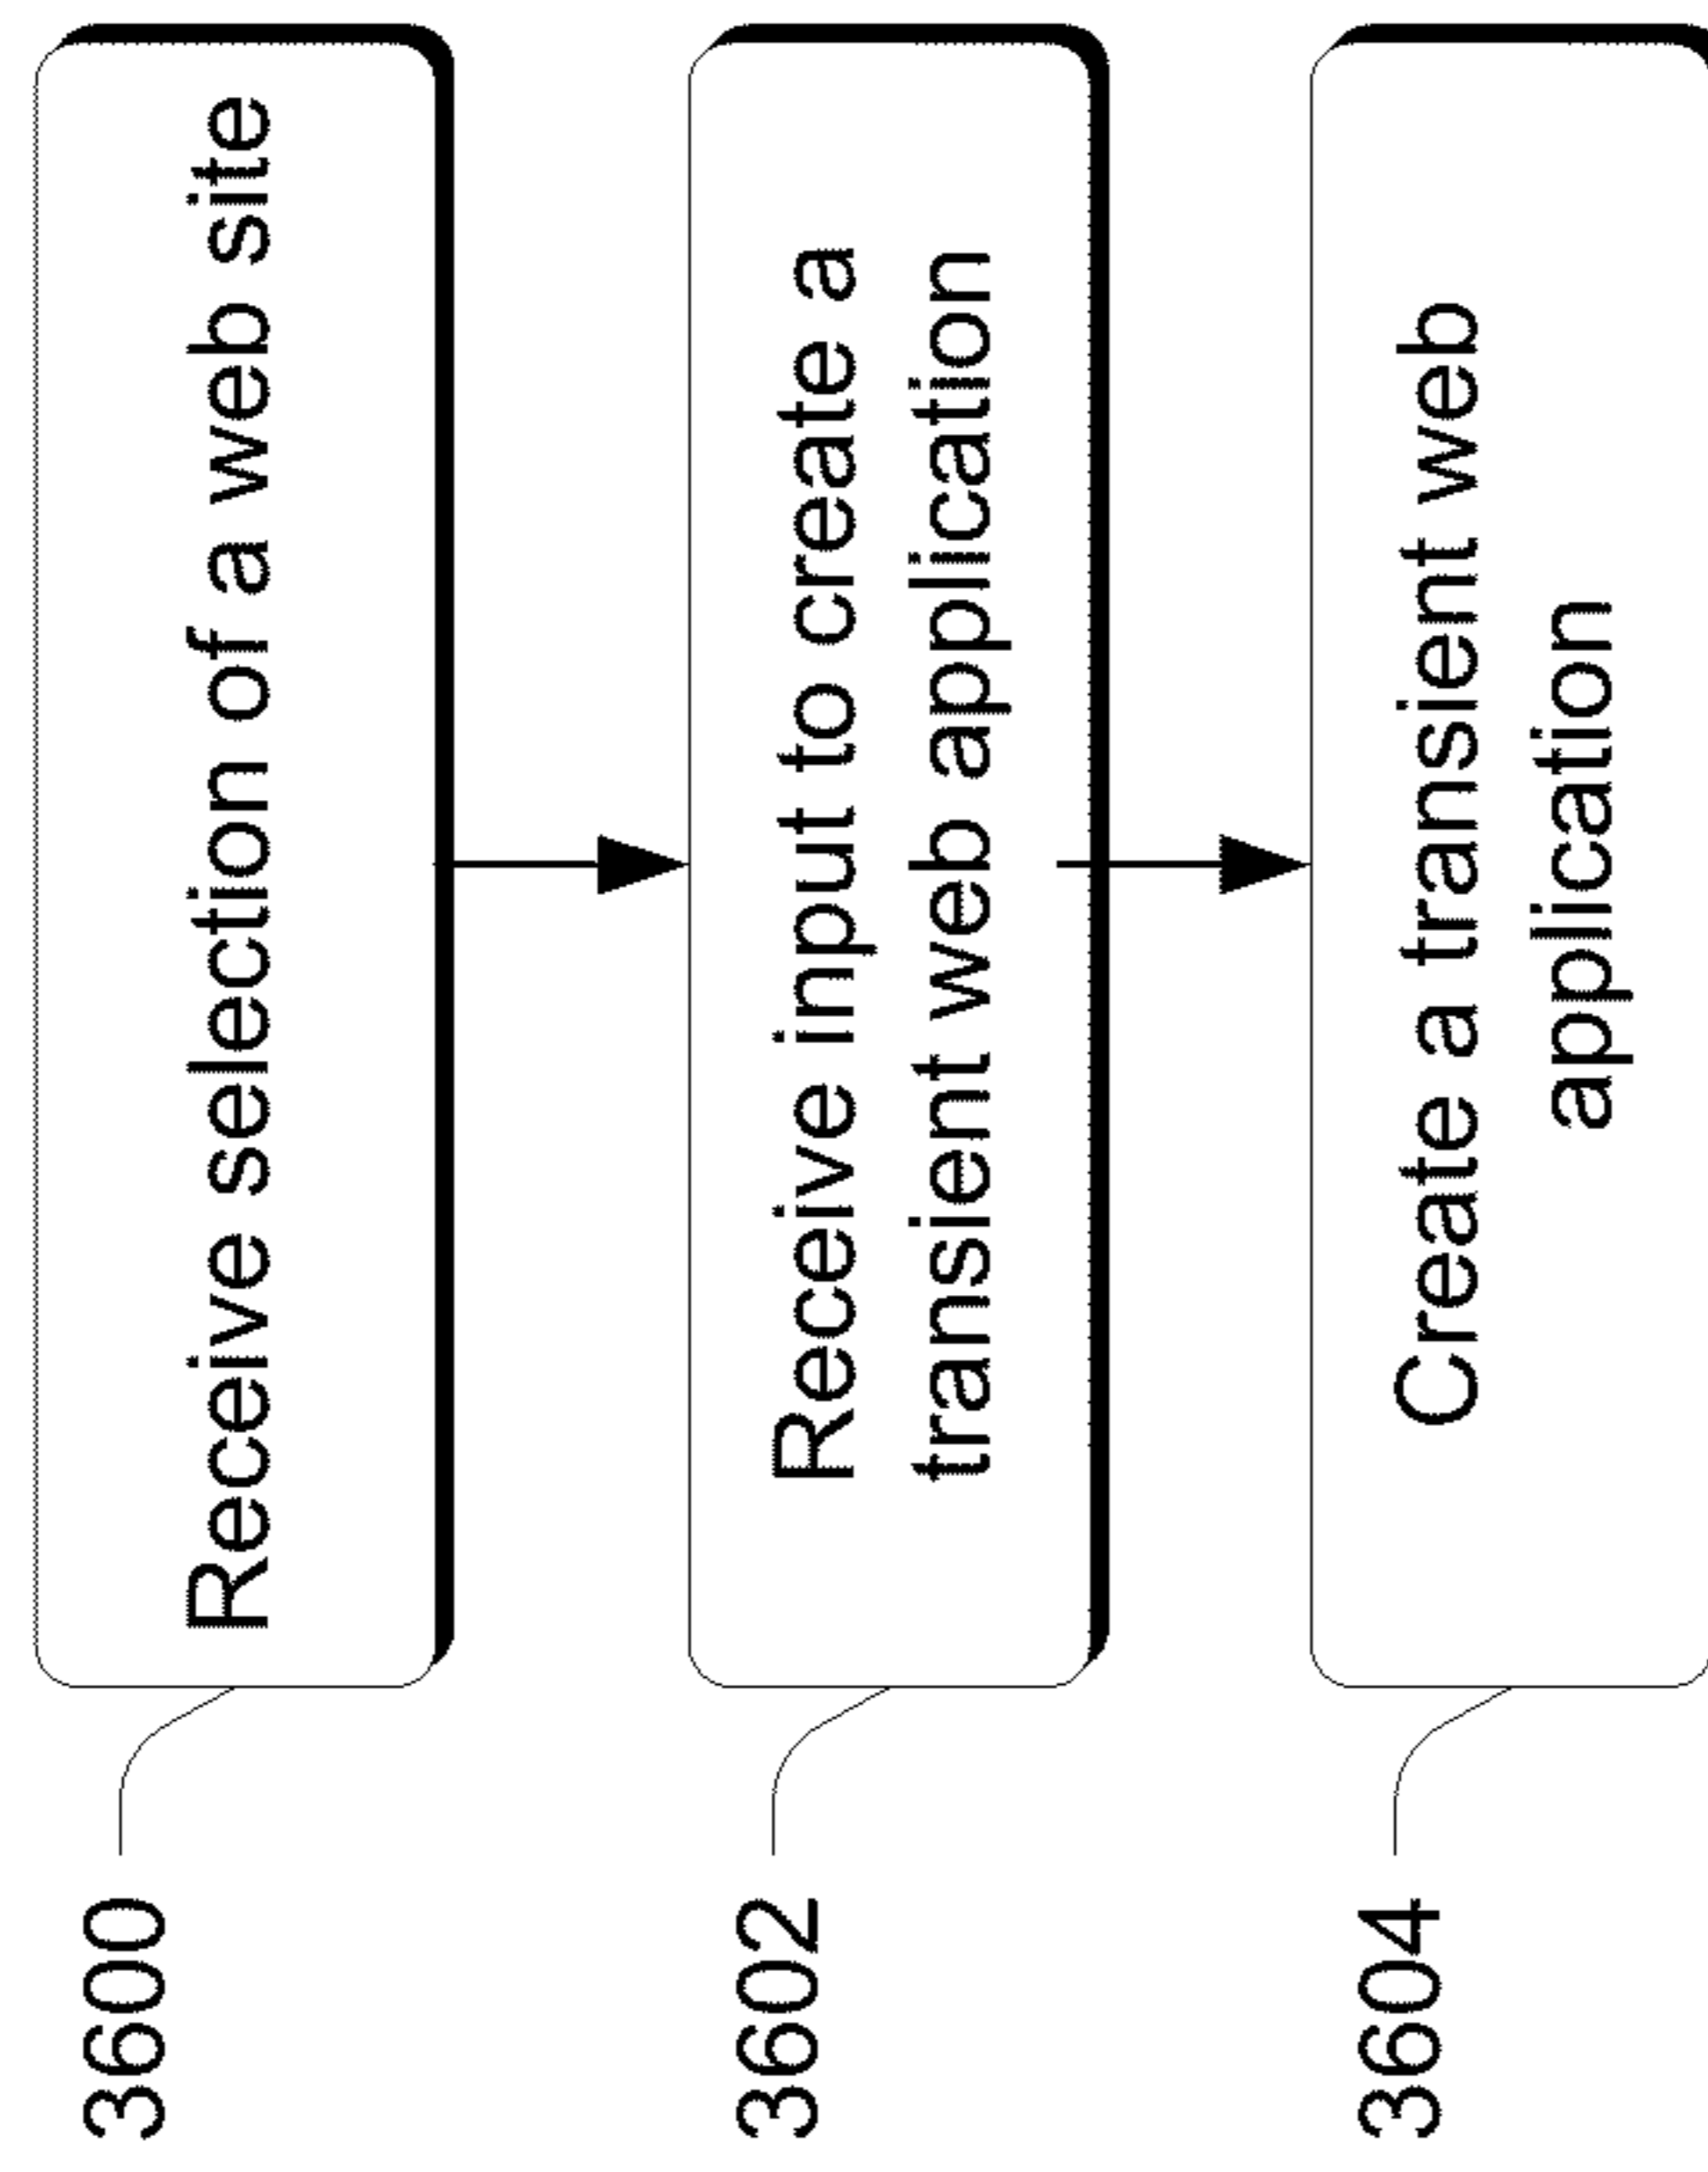 3600
Receive selection of a web site
3602
Receive input to create a
transient web application
3604
Create a transient web
application